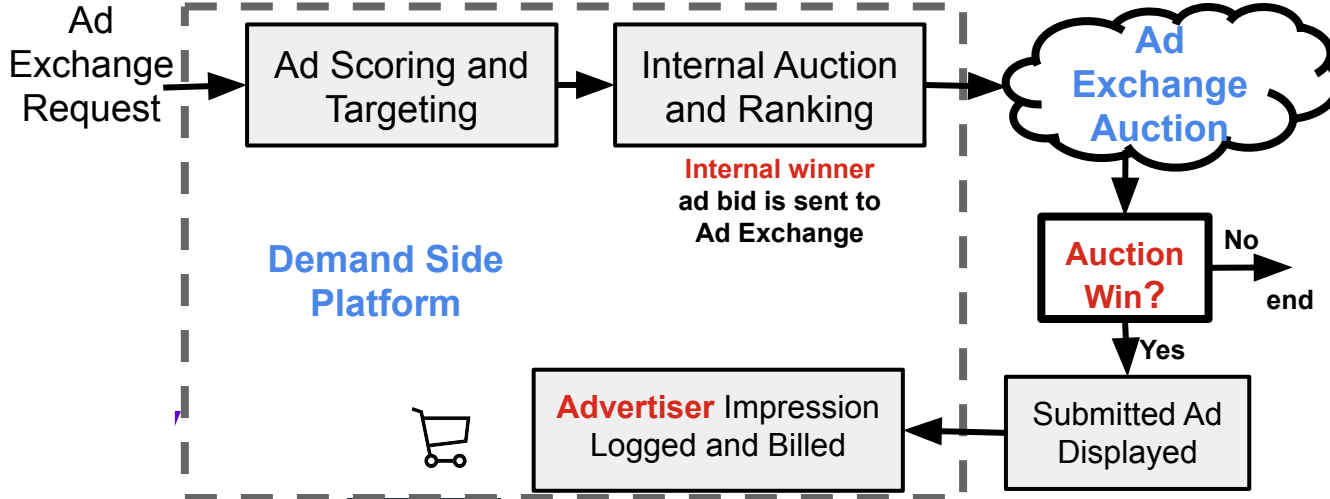 Ad
Exchange
Request
Ad Scoring and
Targeting
Internal Auction
and Ranking
Ad
Exchange
Auction
Internal winner
ad bid is sent to
Ad Exchange
Demand Side
Platform
Auction
Win?
No
end
Yes
Advertiser Impression
Logged and Billed
Submitted Ad
Displayed